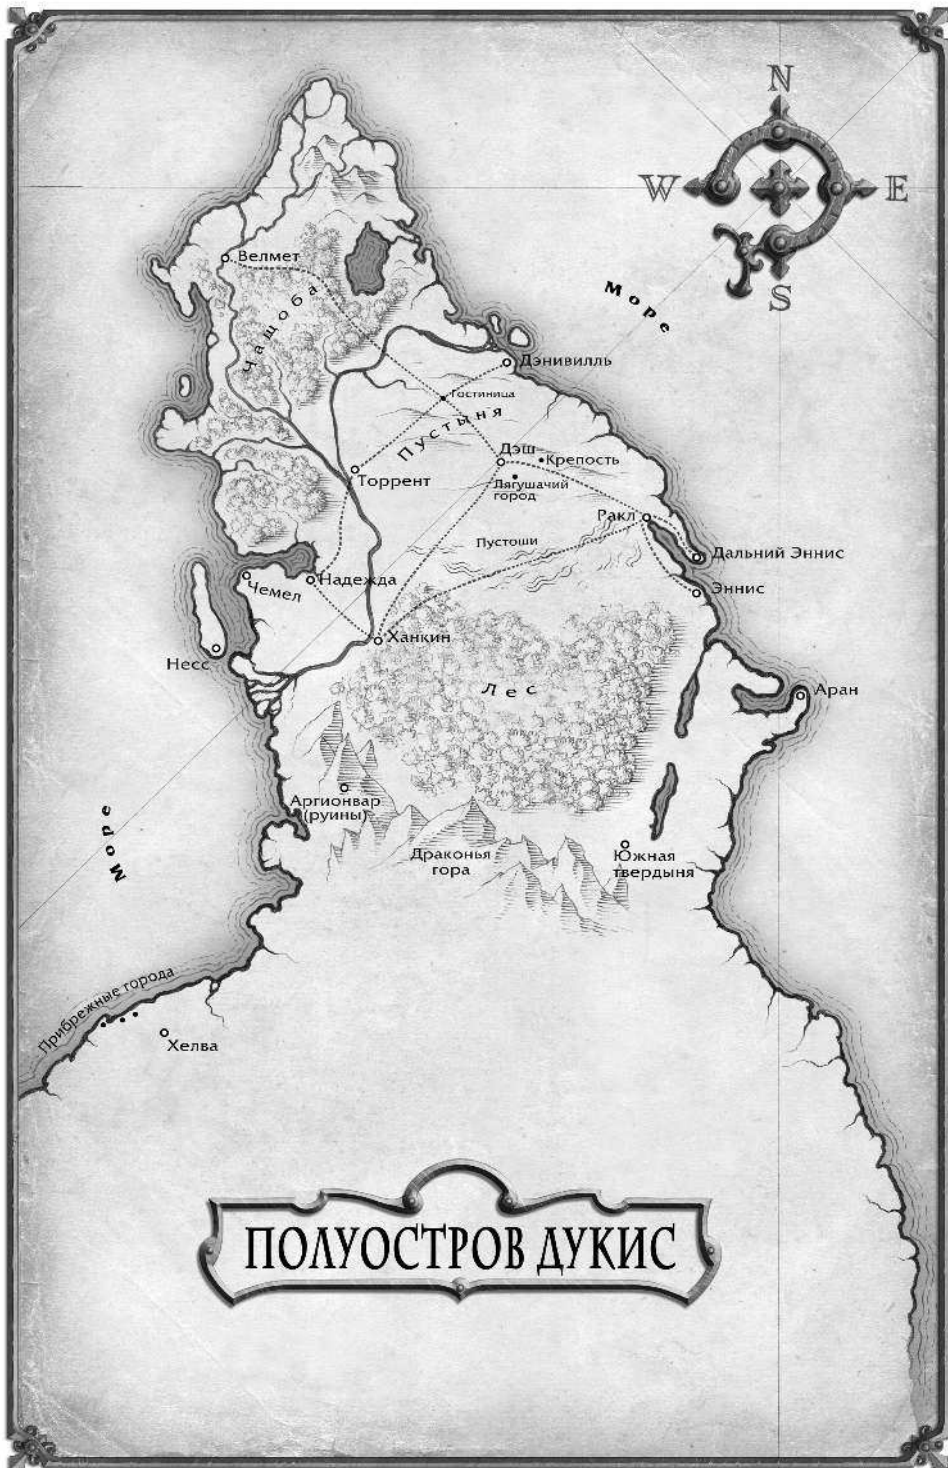 N
W
E
S
Море
Велмет
Чащоба
Дэнивилль
Гостиница
Пустыня
Дэш
Крепость
Лягушачий
город
Торрент
Ракл
Пустоши
Дальний Эннис
Эннис
Надежда
Чемел
Ханкин
Несс
Лес
Аран
Аргионвар
(руины)
Драконья
гора
Южная
твердыня
Море
Прибрежные города
Хелва
ПОЛУОСТРОВ ДУКИС